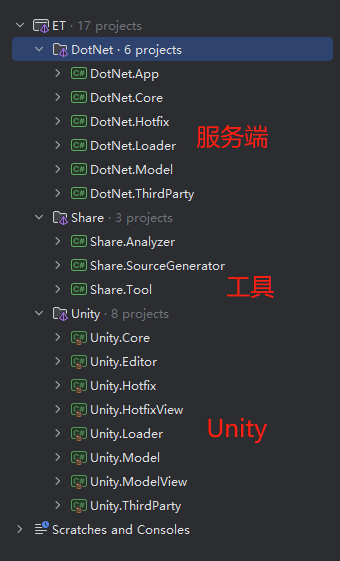 ET · 17 projects
DotNet · 6 projects
DotNet.App
DotNet.Core
DotNet.Hotfix
DotNet.Loader
服务端
DotNet.Model
DotNet.ThirdParty
Share · 3 projects
Share.Analyzer
Share.SourceGenerator
Share.Tool
工具
Unity · 8 projects
Unity.Core
Unity.Editor
Unity.Hotfix
Unity.HotfixView
Unity
Unity.Loader
Unity.Model
Unity.ModelView
Unity.ThirdParty
Scratches and Consoles